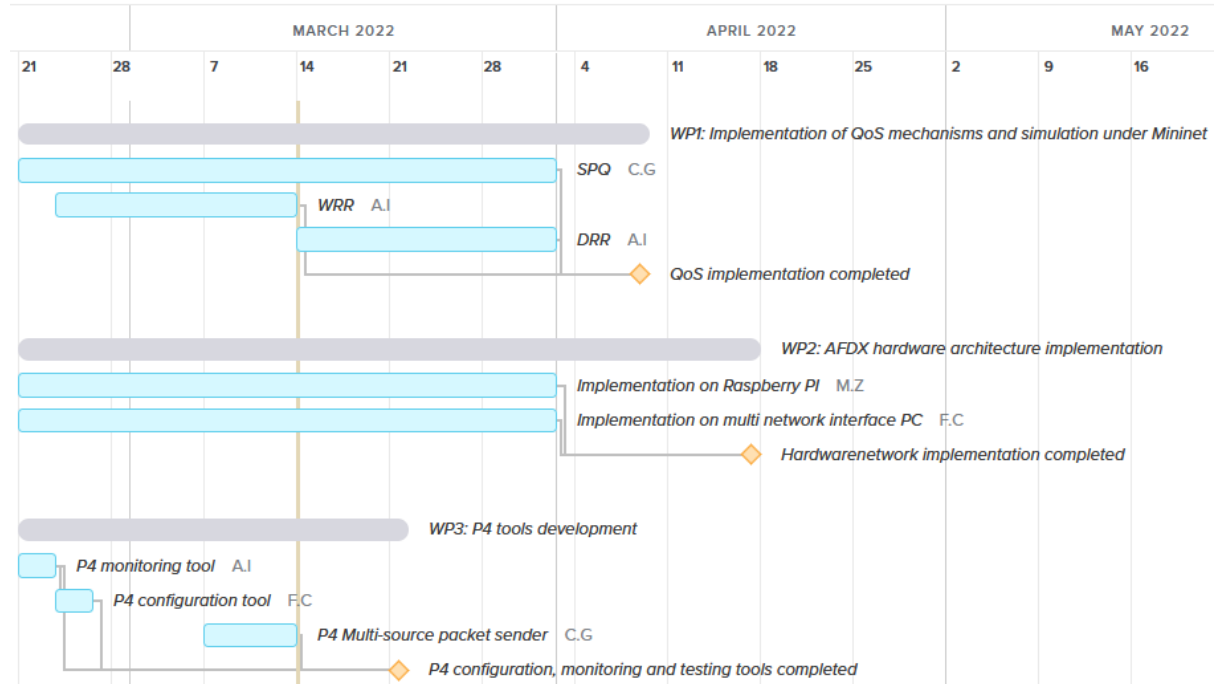 MARCH 2022 APRIL 2022 MAY 2022
21 28 7 14 21 28 4 11 18 25 2 9 16
WP1: Implementation of QoS mechanisms and simulation under Mininet
SPQ C.G
WRR A.I
DRR A.I
QoS implementation completed
WP2: AFDX hardware architecture implementation
Implementation on Raspberry PI M.Z
Implementation on multi network interface PC F.C
Hardwarenetwork implementation completed
WP3: P4 tools development
P4 monitoring tool A.I
P4 configuration tool F.C
P4 Multi-source packet sender C.G
P4 configuration, monitoring and testing tools completed